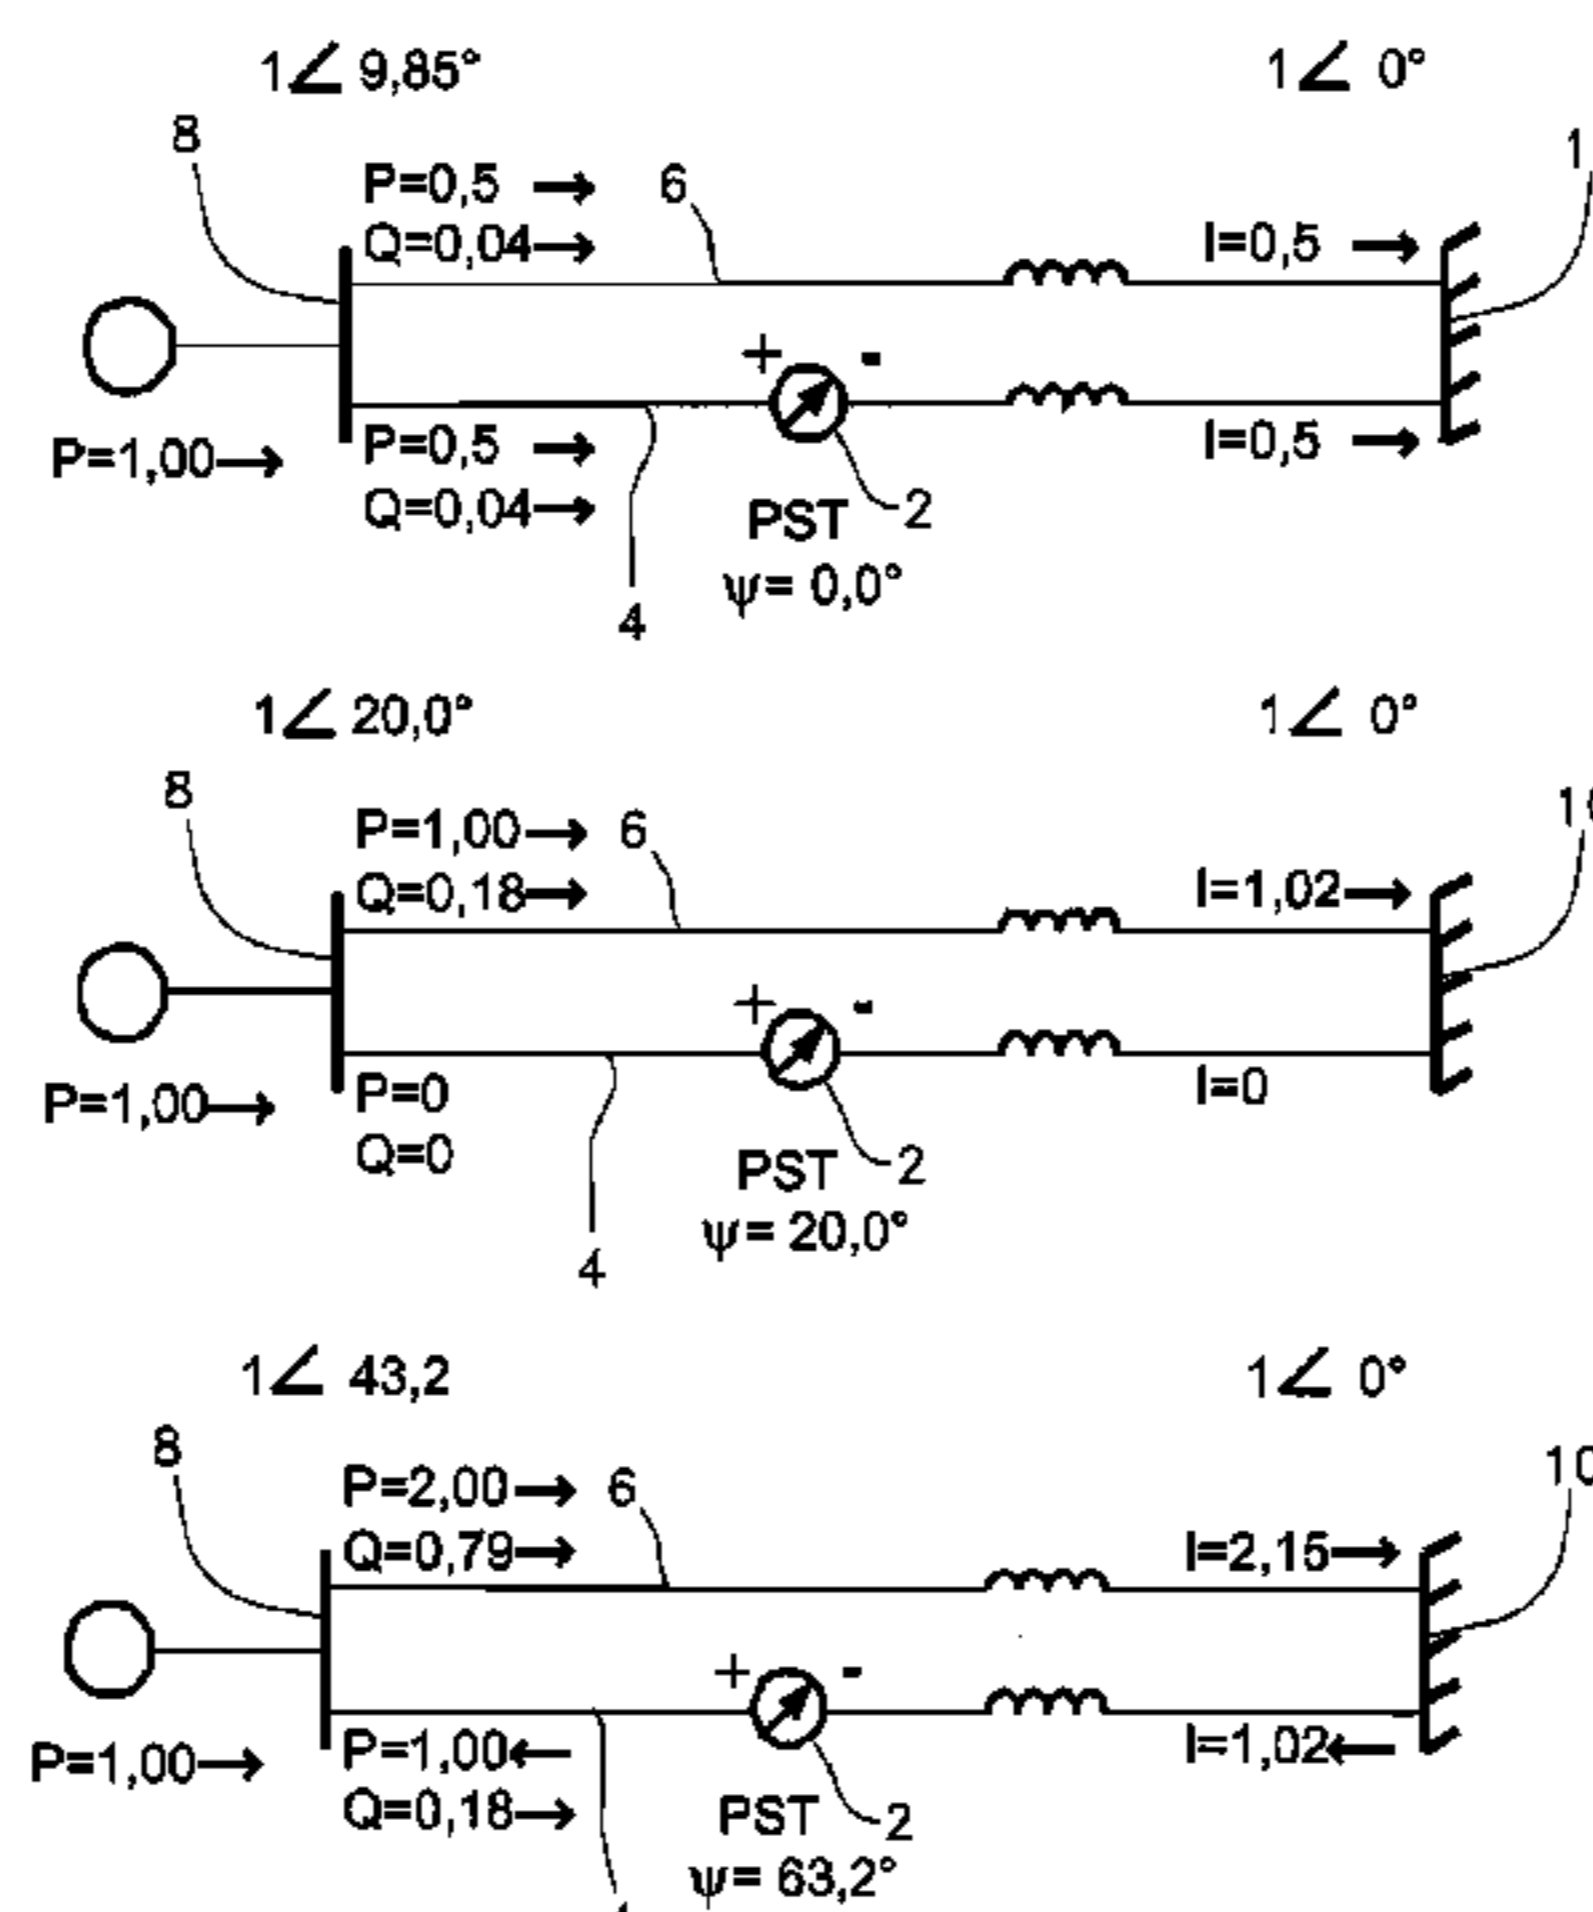 1∠ 9,85°
1∠ 0°
8
1
P=0,5 →
6
Q=0,04→
I=0,5 →
+ -
P=1,00→
P=0,5 →
I=0,5 →
Q=0,04→
PST
2
ψ= 0,0°
4
1∠ 20,0°
1∠ 0°
8
10
P=1,00→
6
Q=0,18→
I=1,02→
+ -
P=1,00→
P=0
I=0
Q=0
PST
2
ψ= 20,0°
4
1∠ 43,2
1∠ 0°
8
10
P=2,00→
6
Q=0,79→
I=2,15→
+ -
P=1,00→
P=1,00←
I=1,02←
Q=0,18→
PST
2
ψ= 63,2°